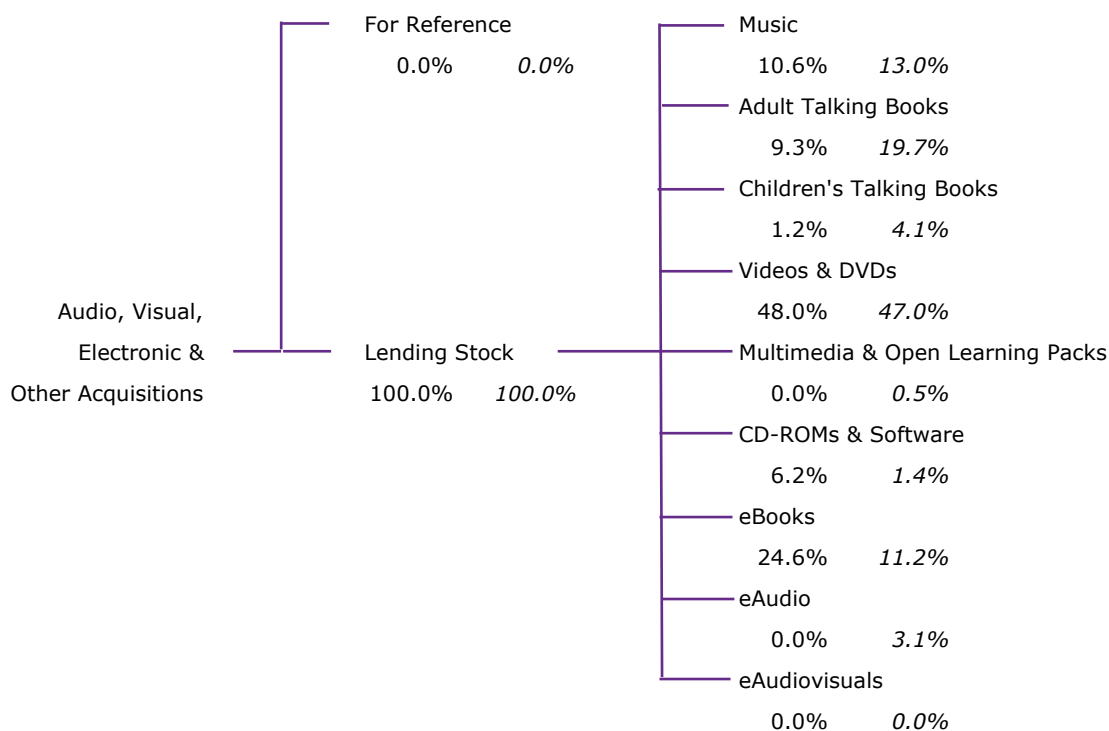 For Reference
0.0% 0.0%
Audio, Visual,
Electronic &
Other Acquisitions
Lending Stock
100.0% 100.0%
Music
10.6% 13.0%
Adult Talking Books
9.3% 19.7%
Children's Talking Books
1.2% 4.1%
Videos & DVDs
48.0% 47.0%
Multimedia & Open Learning Packs
0.0% 0.5%
CD-ROMs & Software
6.2% 1.4%
eBooks
24.6% 11.2%
eAudio
0.0% 3.1%
eAudiovisuals
0.0% 0.0%